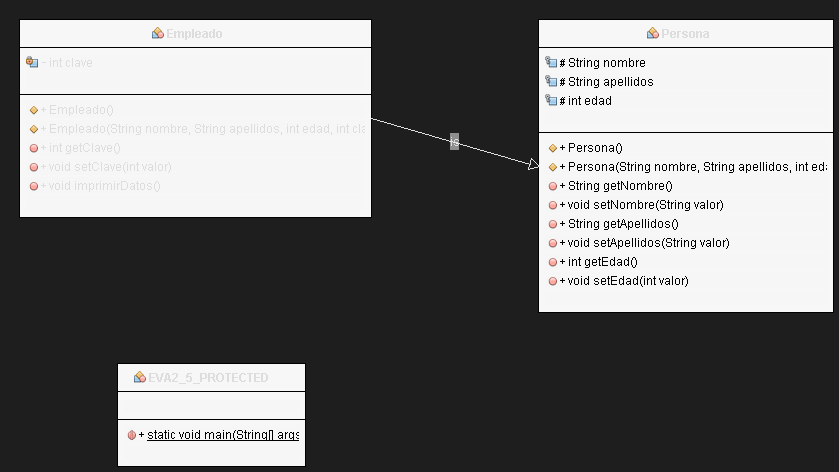 Empleado
- int clave
+ Empleado()
+ Empleado(String nombre, String apellidos, int edad, int cla
+ int getClave()
+ void setClave(int valor)
+ void imprimirDatos()
is
Persona
# String nombre
# String apellidos
# int edad
+ Persona()
+ Persona(String nombre, String apellidos, int eda
+ String getNombre()
+ void setNombre(String valor)
+ String getApellidos()
+ void setApellidos(String valor)
+ int getEdad()
+ void setEdad(int valor)
EVA2_5_PROTECTED
+ static void main(String[] args